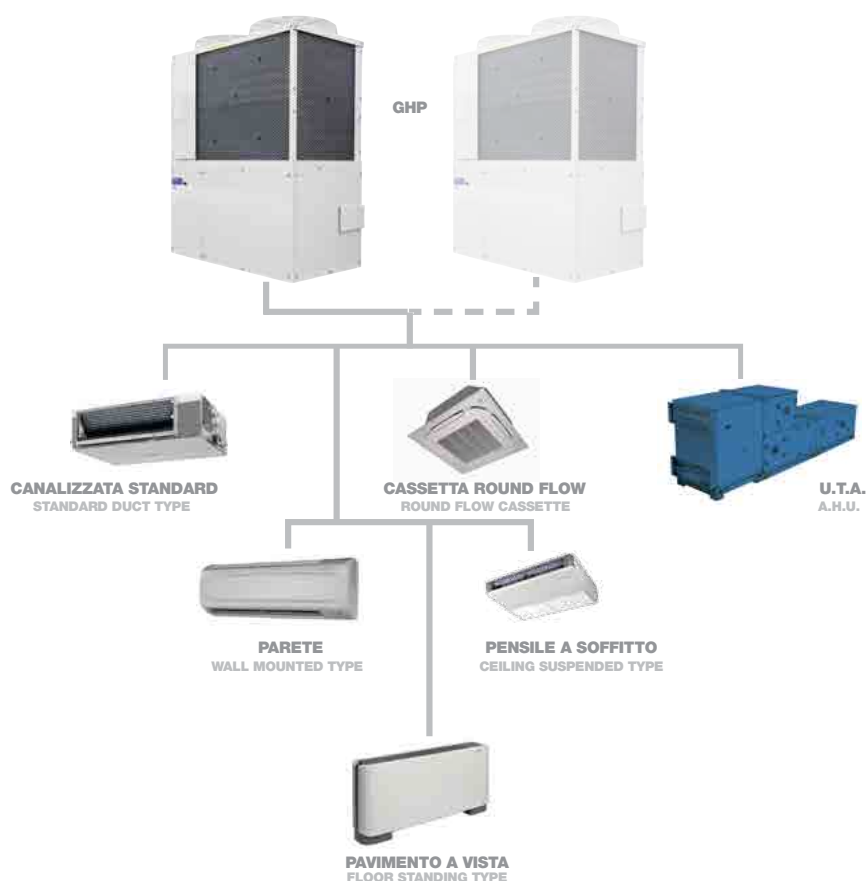 GHP
CANALIZZATA STANDARD
STANDARD DUCT TYPE
CASSETTA ROUND FLOW
ROUND FLOW CASSETTE
U.T.A.
A.H.U.
PARETE
WALL MOUNTED TYPE
PENSILE A SOFFITTO
CEILING SUSPENDED TYPE
PAVIMENTO A VISTA
FLOOR STANDING TYPE